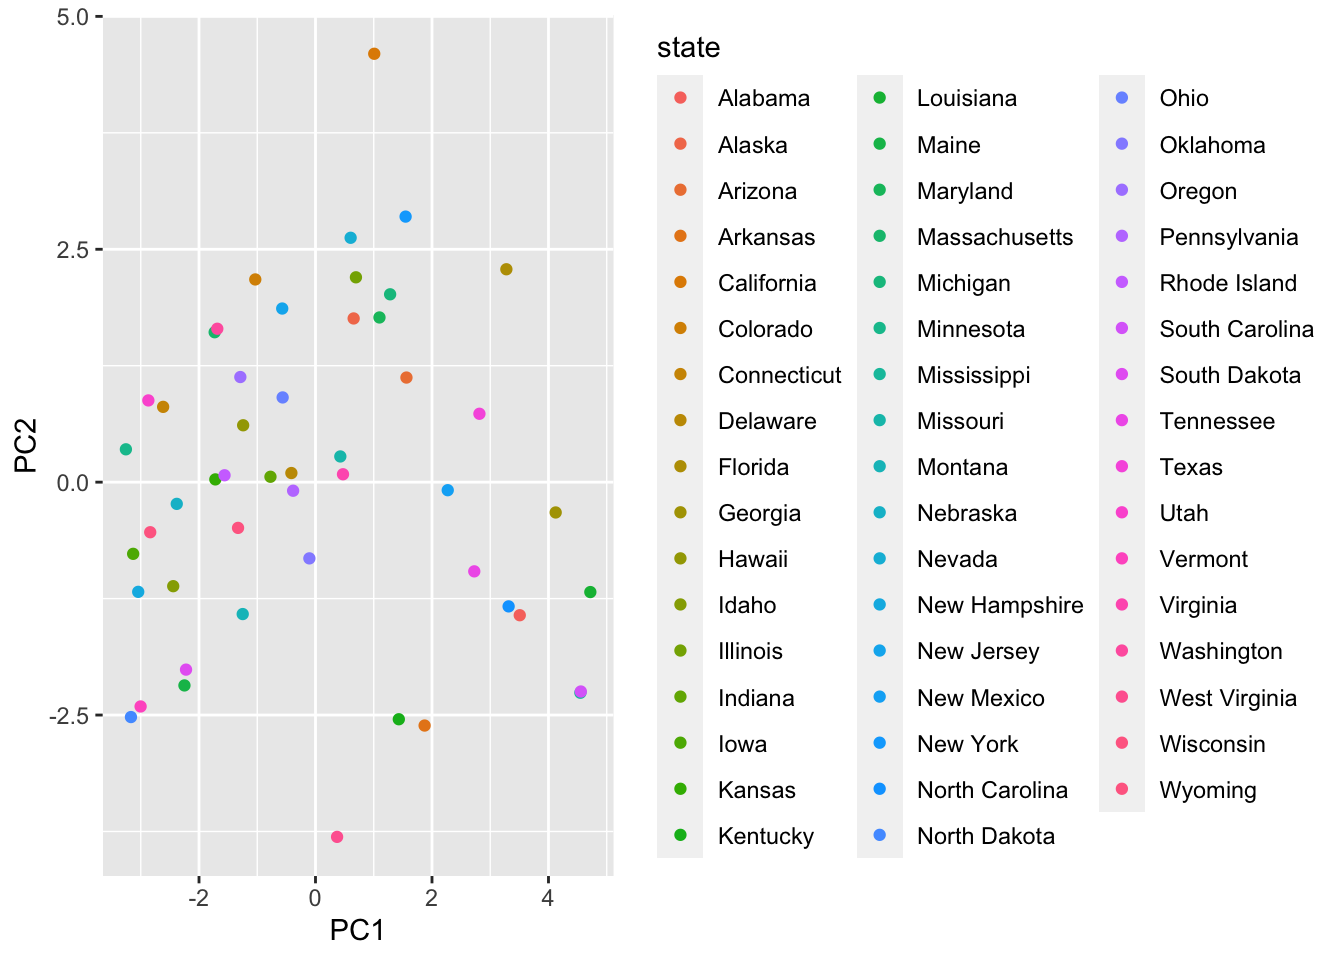 5.0
2.5
0.0
-2.5
PC2
-2
0
2
4
PC1
state
Alabama
Alaska
Arizona
Arkansas
California
Colorado
Connecticut
Delaware
Florida
Georgia
Hawaii
Idaho
Illinois
Indiana
Iowa
Kansas
Kentucky
Louisiana
Maine
Maryland
Massachusetts
Michigan
Minnesota
Mississippi
Missouri
Montana
Nebraska
Nevada
New Hampshire
New Jersey
New Mexico
New York
North Carolina
North Dakota
Ohio
Oklahoma
Oregon
Pennsylvania
Rhode Island
South Carolina
South Dakota
Tennessee
Texas
Utah
Vermont
Virginia
Washington
West Virginia
Wisconsin
Wyoming